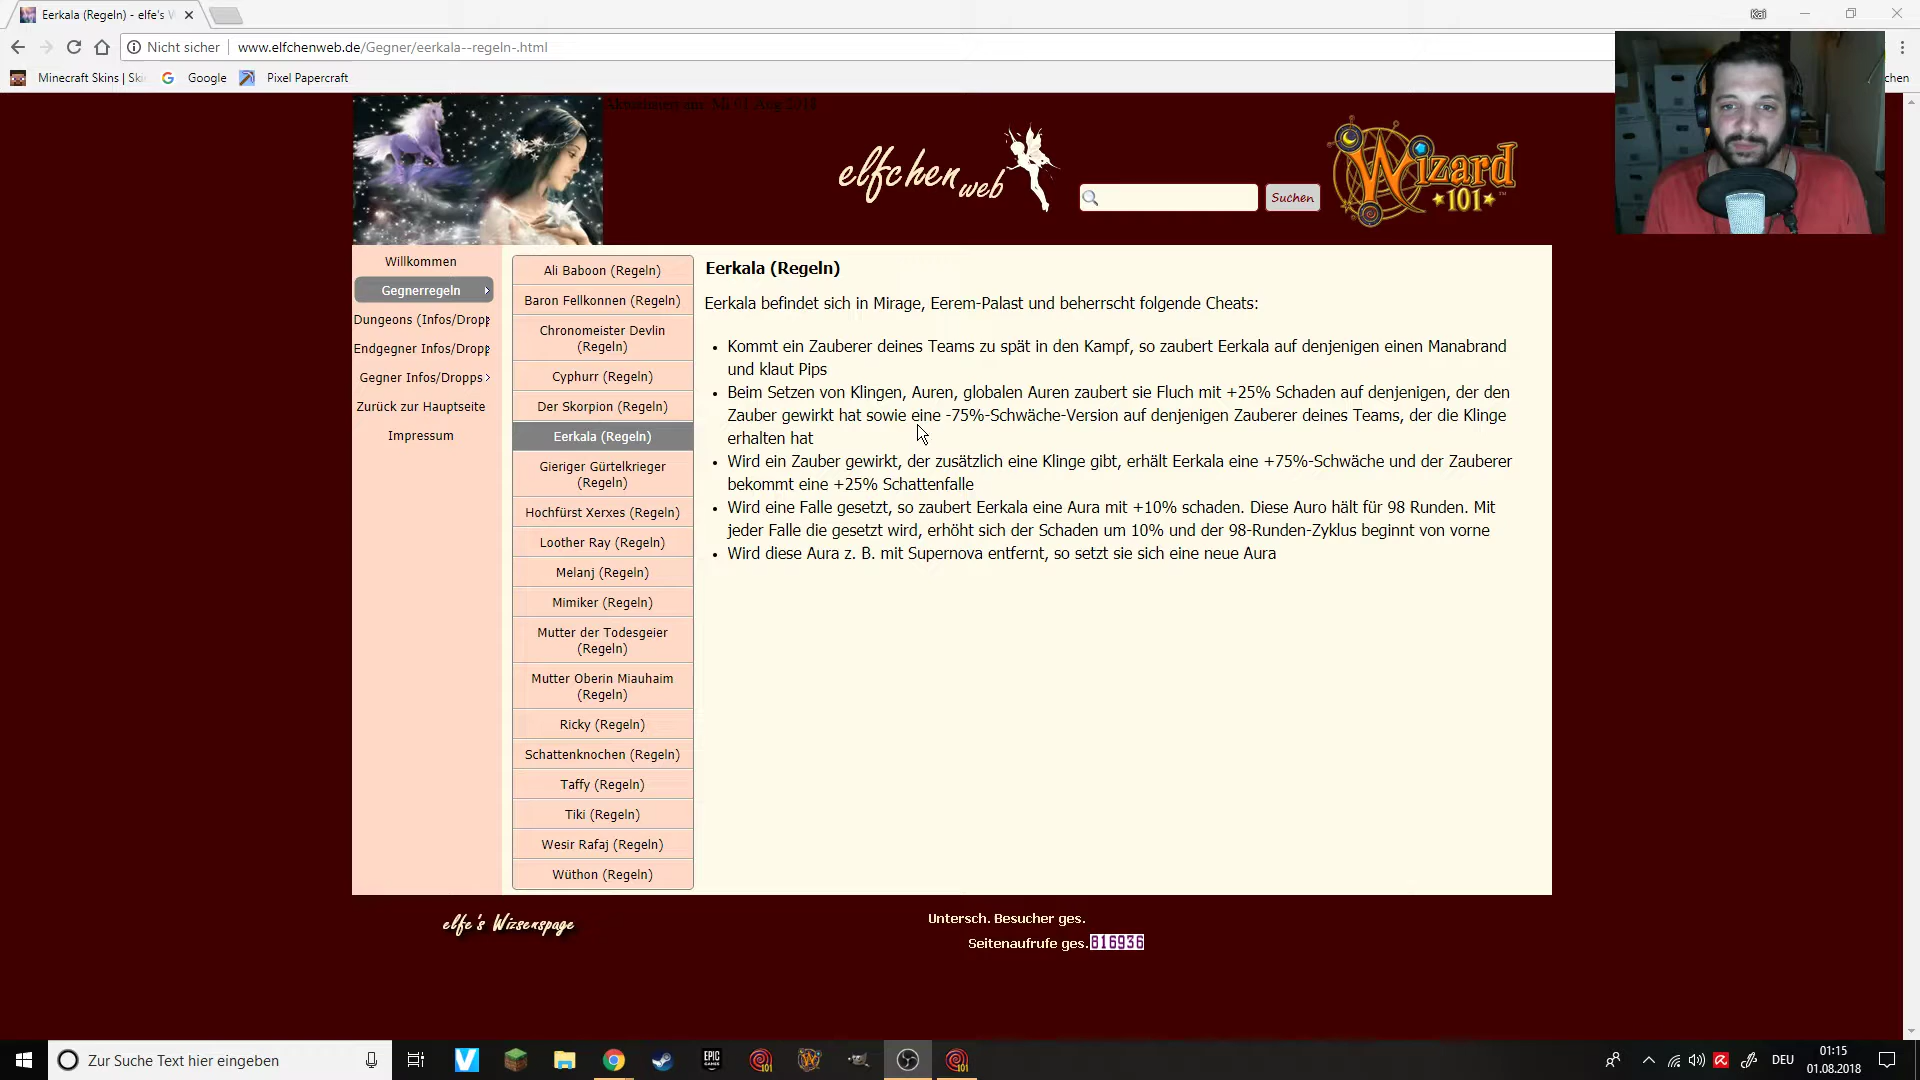 Eerkala (Regeln) - elfe's W
Kai
Nicht sicher
www.elfchenweb.de/Gegner/eerkala--regeln-.html
Minecraft Skins | Ski
Google
Pixel Papercraft
chen
elfchen web
Suchen
Wizard
101
Willkommen
Gegnerregeln
Dungeons (Infos/Dropp
Endgegner Infos/Dropp
Gegner Infos/Dropps
Zurück zur Hauptseite
Impressum
Ali Baboon (Regeln)
Baron Fellkonnen (Regeln)
Chronomeister Devlin
(Regeln)
Cyphurr (Regeln)
Der Skorpion (Regeln)
Eerkala (Regeln)
Gieriger Gürtelkrieger
(Regeln)
Hochfürst Xerxes (Regeln)
Loother Ray (Regeln)
Melanj (Regeln)
Mimiker (Regeln)
Mutter der Todesgeier
(Regeln)
Mutter Oberin Miauhaim
(Regeln)
Ricky (Regeln)
Schattenknochen (Regeln)
Taffy (Regeln)
Tiki (Regeln)
Wesir Rafaj (Regeln)
Wüthon (Regeln)
Eerkala (Regeln)
Eerkala befindet sich in Mirage, Eerem-Palast und beherrscht folgende Cheats:
• Kommt ein Zauberer deines Teams zu spät in den Kampf, so zaubert Eerkala auf denjenigen einen Manabrand
und klaut Pips
• Beim Setzen von Klingen, Auren, globalen Auren zaubert sie Fluch mit +25% Schaden auf denjenigen, der den
Zauber gewirkt hat sowie eine -75%-Schwäche-Version auf denjenigen Zauberer deines Teams, der die Klinge
erhalten hat
• Wird ein Zauber gewirkt, der zusätzlich eine Klinge gibt, erhält Eerkala eine +75%-Schwäche und der Zauberer
bekommt eine +25% Schattenfalle
• Wird eine Falle gesetzt, so zaubert Eerkala eine Aura mit +10% schaden. Diese Auro hält für 98 Runden. Mit
jeder Falle die gesetzt wird, erhöht sich der Schaden um 10% und der 98-Runden-Zyklus beginnt von vorne
• Wird diese Aura z. B. mit Supernova entfernt, so setzt sie sich eine neue Aura
elfe's Wizsenspage
Untersch. Besucher ges.
Seitenaufrufe ges. 816936
Zur Suche Text hier eingeben
EPIC
GAMES
101
101
DEU
01:15
01.08.2018